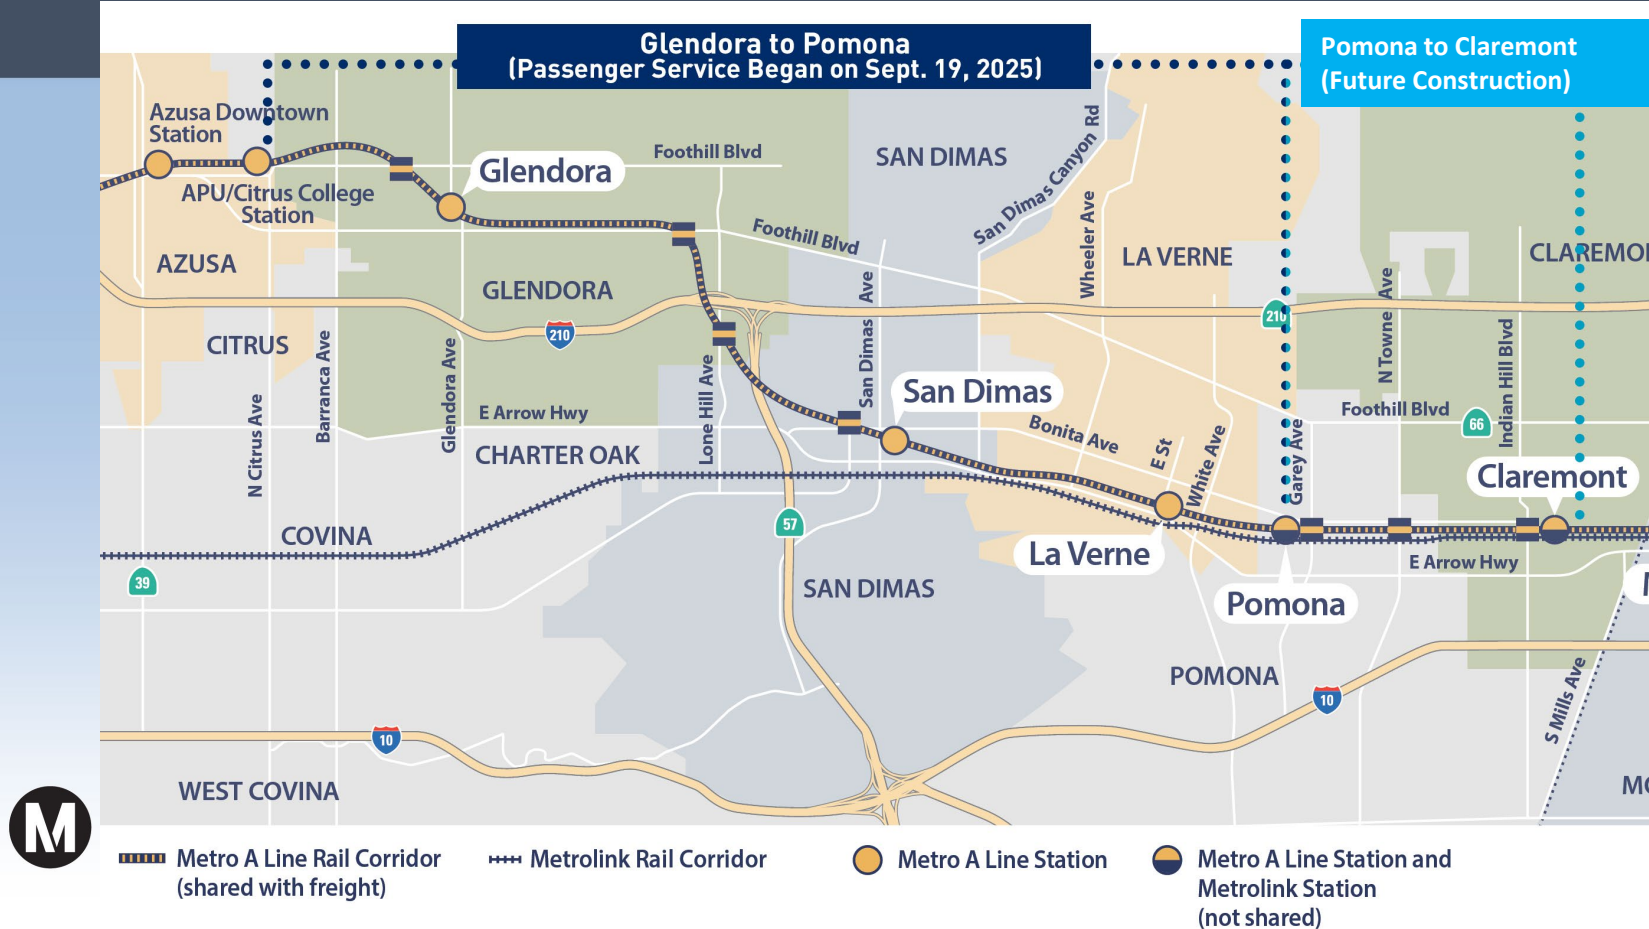 Glendora to Pomona
(Passenger Service Began on Sept. 19, 2025)
Pomona to Claremont
(Future Construction)
Azusa Downtown
Station
APU/Citrus College
Station
Glendora
Foothill Blvd
Foothill Blvd
SAN DIMAS
San Dimas Canyon Rd
Wheeler Ave
LA VERNE
CLAREMO
AZUSA
GLENDORA
210
210
CITRUS
N Citrus Ave
Barranca Ave
Glendora Ave
E Arrow Hwy
Lone Hill Ave
San Dimas Ave
San Dimas
Bonita Ave
E St
White Ave
Garey Ave
N Towne Ave
Foothill Blvd
66
Indian Hill Blvd
Claremont
CHARTER OAK
COVINA
39
57
SAN DIMAS
La Verne
Pomona
E Arrow Hwy
POMONA
10
10
S Mills Ave
WEST COVINA
M
Metro A Line Rail Corridor
(shared with freight)
Metrolink Rail Corridor
Metro A Line Station
Metro A Line Station and
Metrolink Station
(not shared)